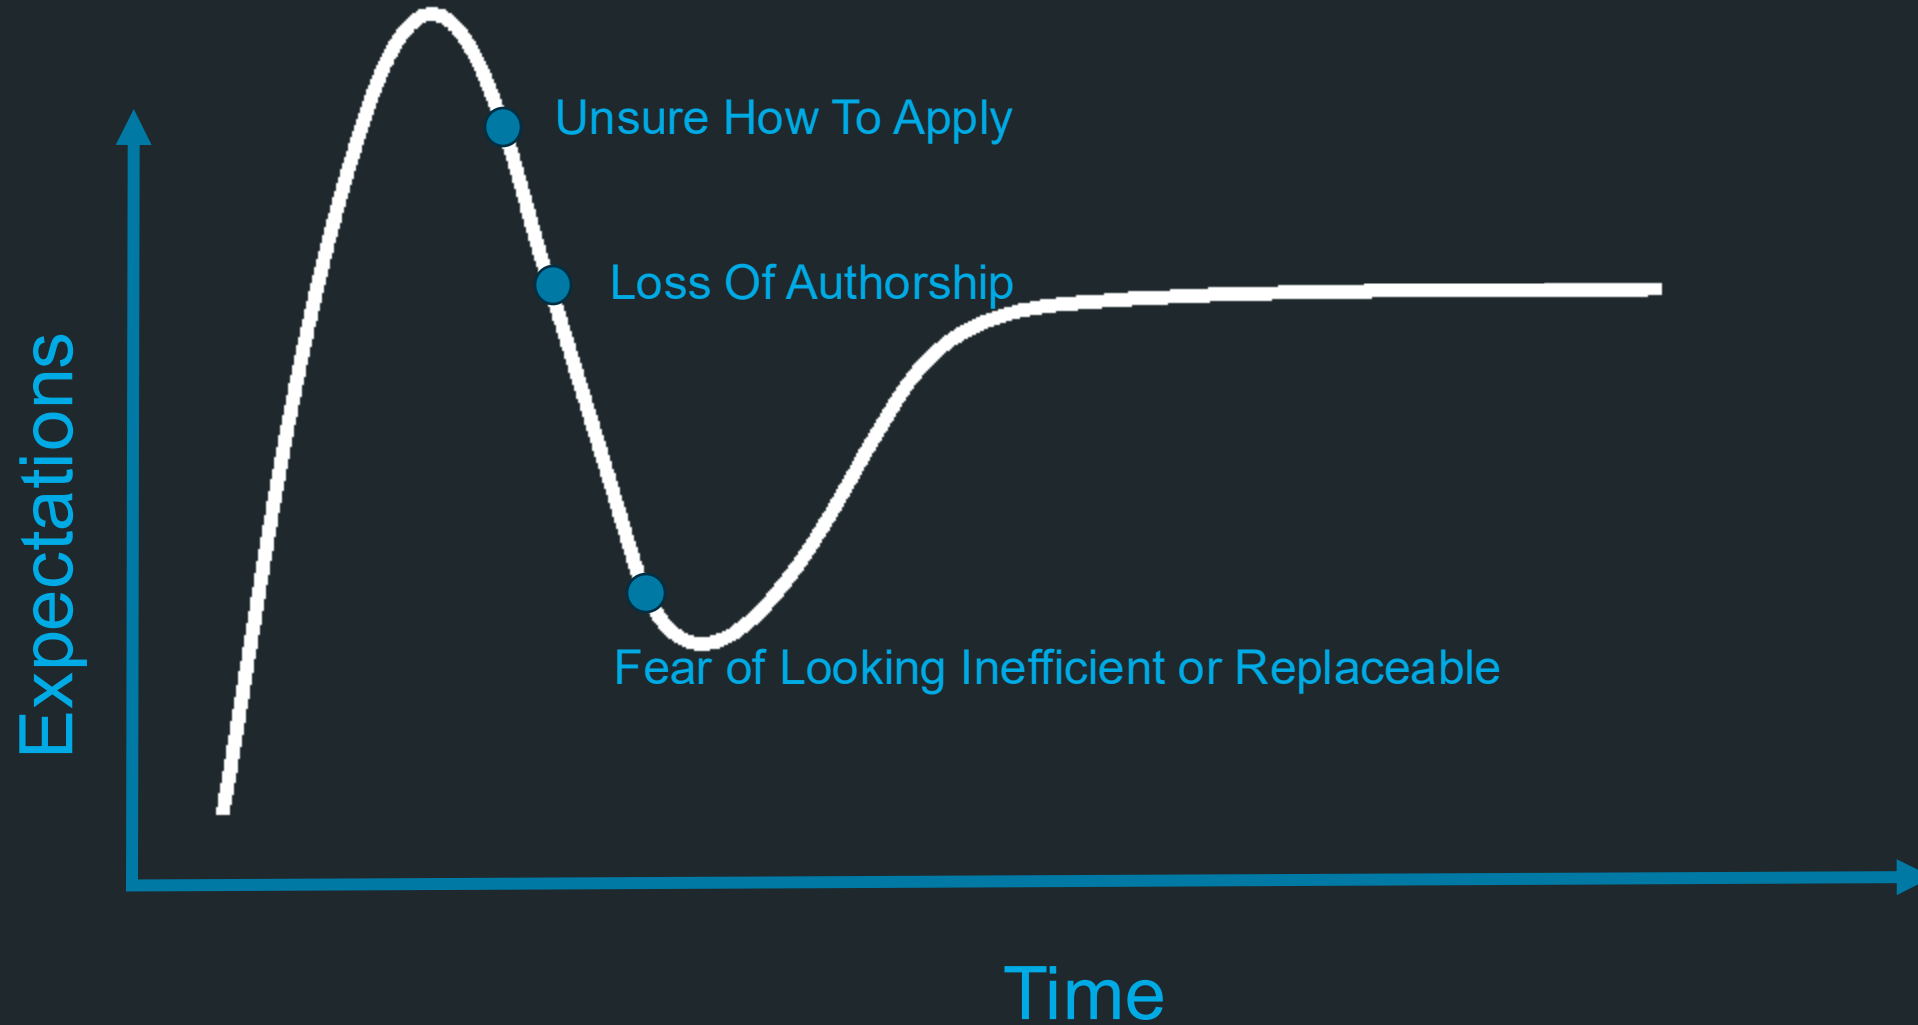 Unsure How To Apply
Loss Of Authorship
Expectations
Fear of Looking Inefficient or Replaceable
Time